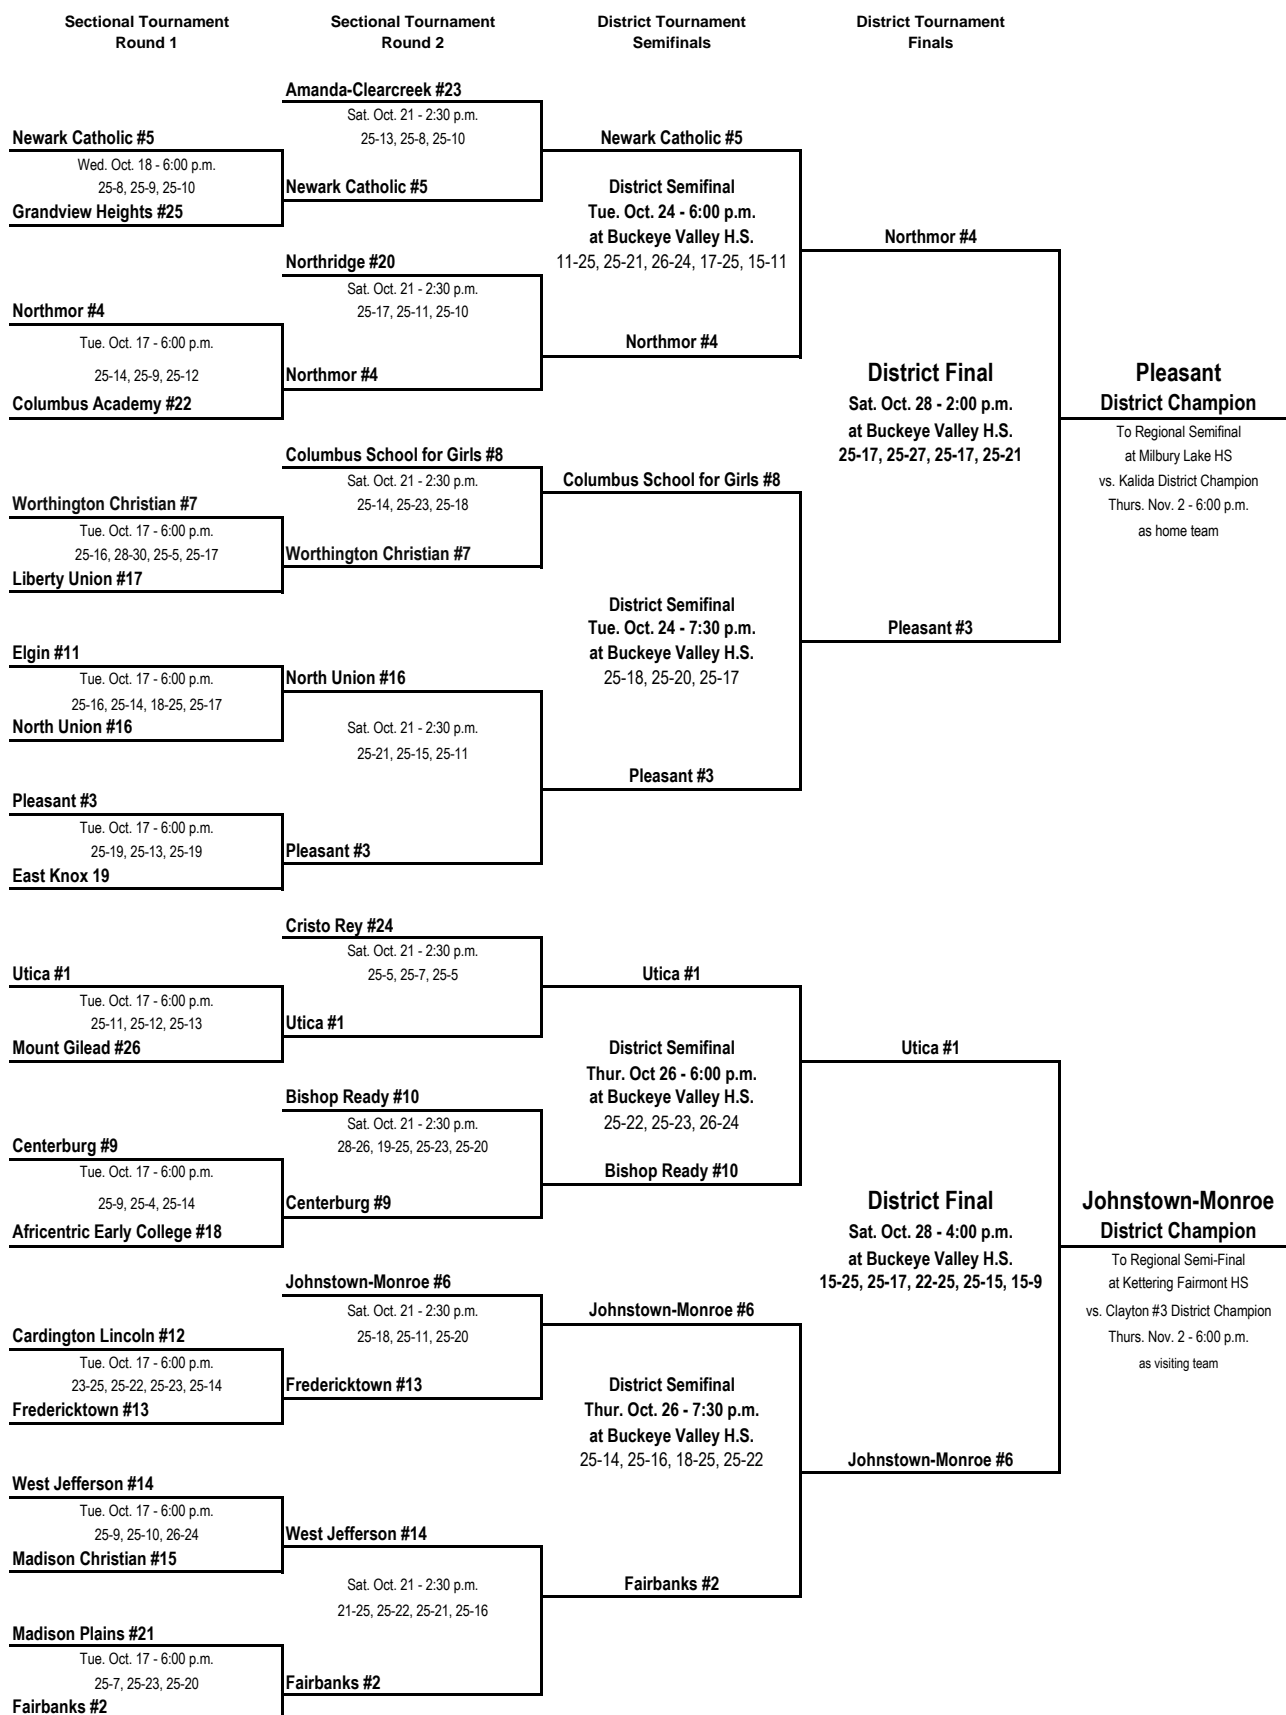 Sectional Tournament
Round 1
Sectional Tournament
Round 2
District Tournament
Semifinals
District Tournament
Finals
Amanda-Clearcreek #23
Sat. Oct. 21 - 2:30 p.m.
25-13, 25-8, 25-10
Newark Catholic #5
Newark Catholic #5
Wed. Oct. 18 - 6:00 p.m.
25-8, 25-9, 25-10
Newark Catholic #5
Grandview Heights #25
District Semifinal
Tue. Oct. 24 - 6:00 p.m.
at Buckeye Valley H.S.
11-25, 25-21, 26-24, 17-25, 15-11
Northmor #4
Northridge #20
Sat. Oct. 21 - 2:30 p.m.
25-17, 25-11, 25-10
Northmor #4
Tue. Oct. 17 - 6:00 p.m.
25-14, 25-9, 25-12
Northmor #4
Northmor #4
Columbus Academy #22
District Final
Sat. Oct. 28 - 2:00 p.m.
at Buckeye Valley H.S.
25-17, 25-27, 25-17, 25-21
Pleasant
District Champion
To Regional Semifinal
at Milbury Lake HS
vs. Kalida District Champion
Thurs. Nov. 2 - 6:00 p.m.
as home team
Columbus School for Girls #8
Sat. Oct. 21 - 2:30 p.m.
25-14, 25-23, 25-18
Columbus School for Girls #8
Worthington Christian #7
Tue. Oct. 17 - 6:00 p.m.
25-16, 28-30, 25-5, 25-17
Worthington Christian #7
Liberty Union #17
District Semifinal
Tue. Oct. 24 - 7:30 p.m.
at Buckeye Valley H.S.
25-18, 25-20, 25-17
Pleasant #3
Elgin #11
Tue. Oct. 17 - 6:00 p.m.
25-16, 25-14, 18-25, 25-17
North Union #16
North Union #16
Sat. Oct. 21 - 2:30 p.m.
25-21, 25-15, 25-11
Pleasant #3
Pleasant #3
Tue. Oct. 17 - 6:00 p.m.
25-19, 25-13, 25-19
Pleasant #3
East Knox 19
Cristo Rey #24
Sat. Oct. 21 - 2:30 p.m.
25-5, 25-7, 25-5
Utica #1
Utica #1
Tue. Oct. 17 - 6:00 p.m.
25-11, 25-12, 25-13
Utica #1
Mount Gilead #26
District Semifinal
Thur. Oct 26 - 6:00 p.m.
at Buckeye Valley H.S.
25-22, 25-23, 26-24
Utica #1
Bishop Ready #10
Sat. Oct. 21 - 2:30 p.m.
28-26, 19-25, 25-23, 25-20
Bishop Ready #10
Centerburg #9
Tue. Oct. 17 - 6:00 p.m.
25-9, 25-4, 25-14
Centerburg #9
Africentric Early College #18
District Final
Sat. Oct. 28 - 4:00 p.m.
at Buckeye Valley H.S.
15-25, 25-17, 22-25, 25-15, 15-9
Johnstown-Monroe
District Champion
To Regional Semi-Final
at Kettering Fairmont HS
vs. Clayton #3 District Champion
Thurs. Nov. 2 - 6:00 p.m.
as visiting team
Johnstown-Monroe #6
Sat. Oct. 21 - 2:30 p.m.
25-18, 25-11, 25-20
Johnstown-Monroe #6
Cardington Lincoln #12
Tue. Oct. 17 - 6:00 p.m.
23-25, 25-22, 25-23, 25-14
Fredericktown #13
Fredericktown #13
District Semifinal
Thur. Oct. 26 - 7:30 p.m.
at Buckeye Valley H.S.
25-14, 25-16, 18-25, 25-22
Johnstown-Monroe #6
West Jefferson #14
Tue. Oct. 17 - 6:00 p.m.
25-9, 25-10, 26-24
West Jefferson #14
Madison Christian #15
Sat. Oct. 21 - 2:30 p.m.
21-25, 25-22, 25-21, 25-16
Fairbanks #2
Madison Plains #21
Tue. Oct. 17 - 6:00 p.m.
25-7, 25-23, 25-20
Fairbanks #2
Fairbanks #2